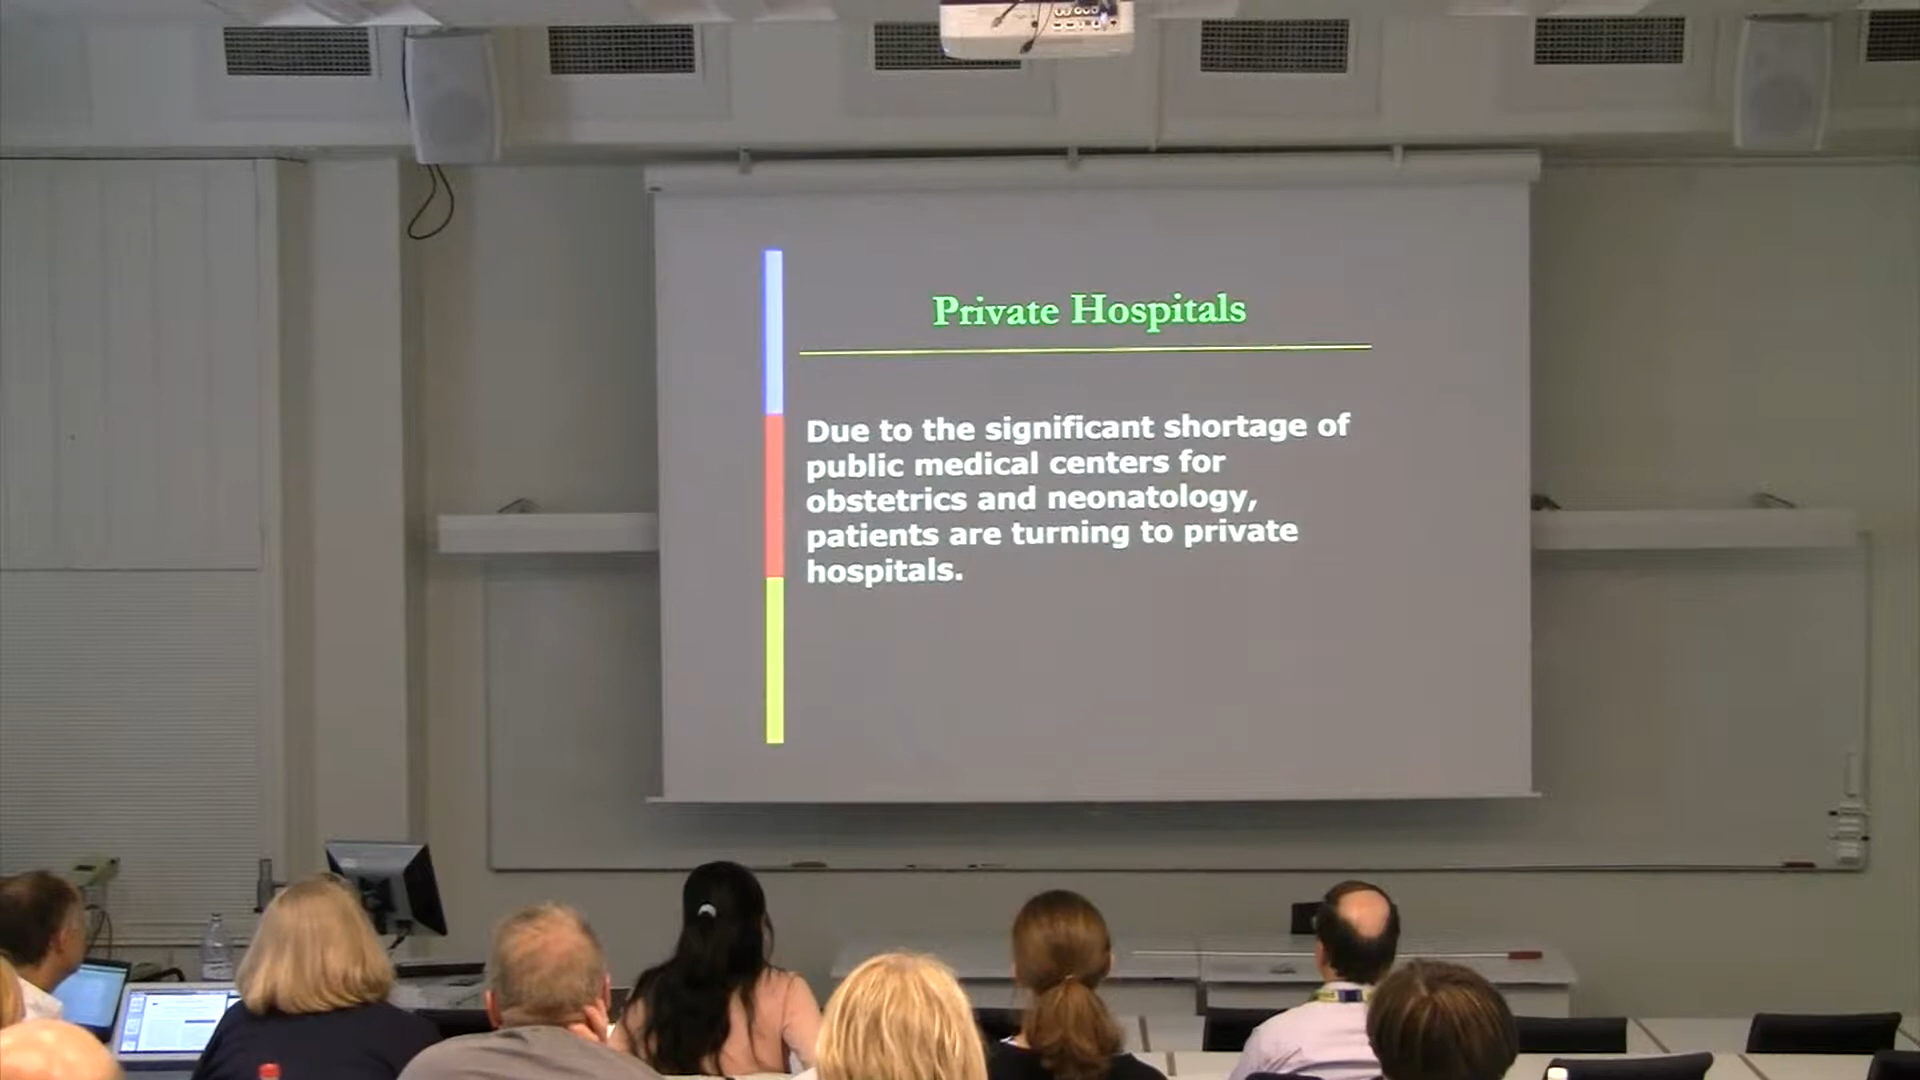 Private Hospitals
Due to the significant shortage of
public medical centers for
obstetrics and neonatology,
patients are turning to private
hospitals.